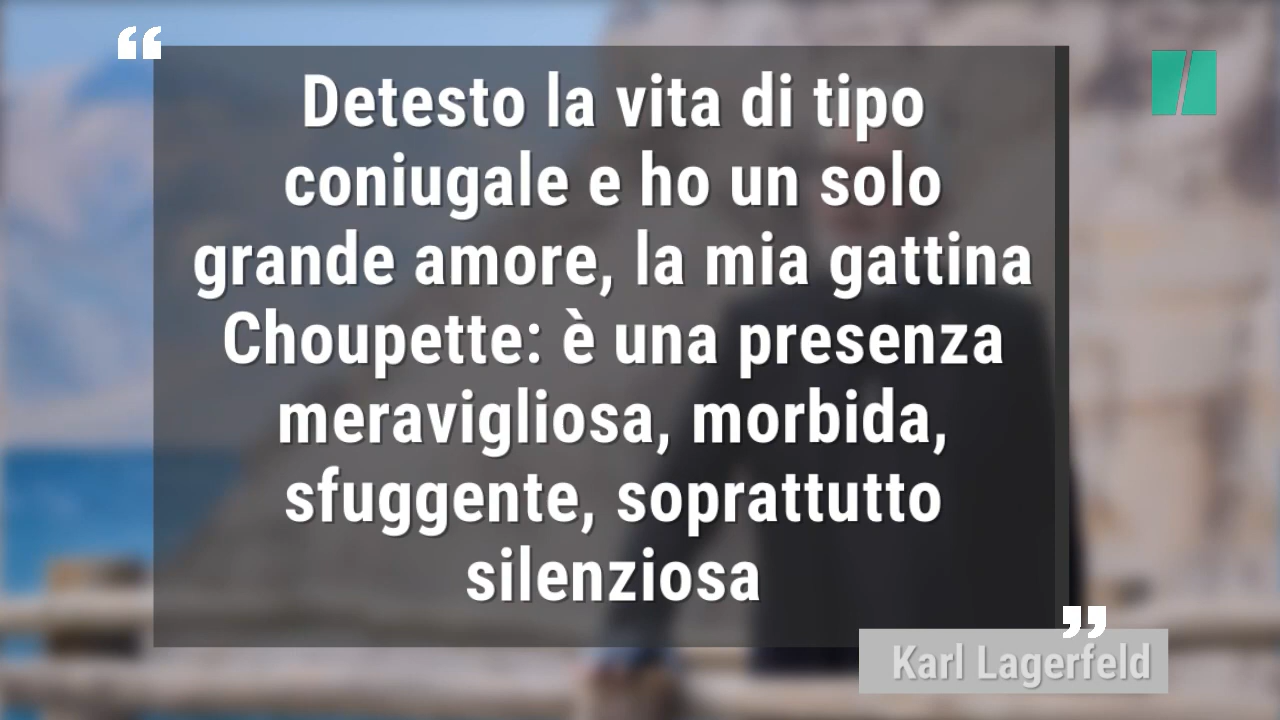 “
Detesto la vita di tipo
coniugale e ho un solo
grande amore, la mia gattina
Choupette: è una presenza
meravigliosa, morbida,
sfuggente, soprattutto
silenziosa
”
Karl Lagerfeld